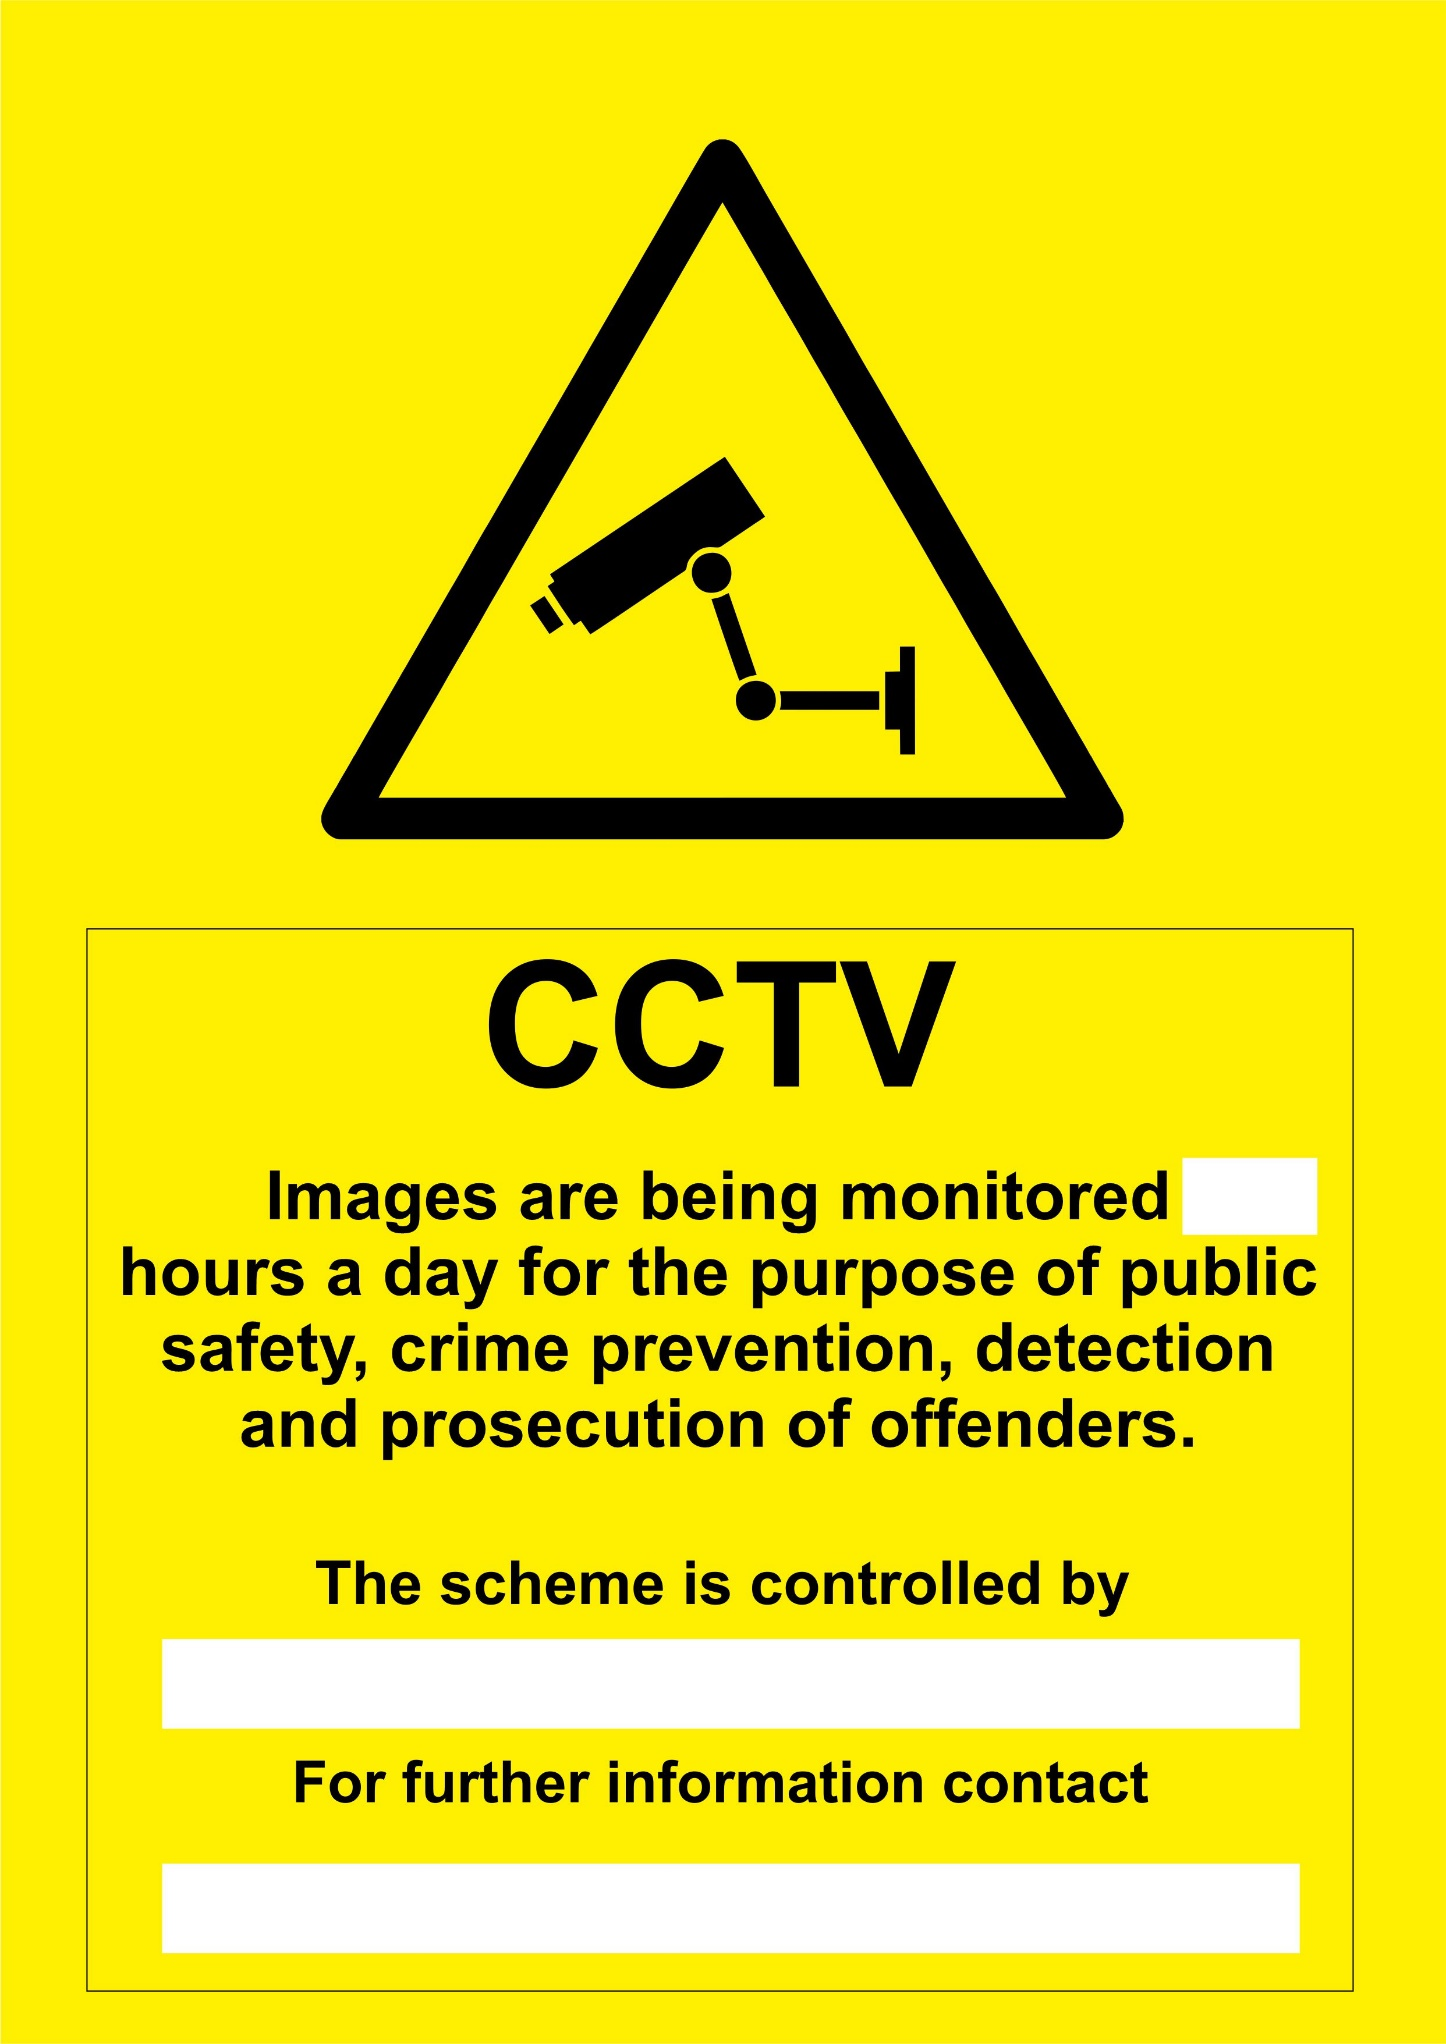 CCTV
Images are being monitored
hours a day for the purpose of public
safety, crime prevention, detection
and prosecution of offenders.
The scheme is controlled by
For further information contact